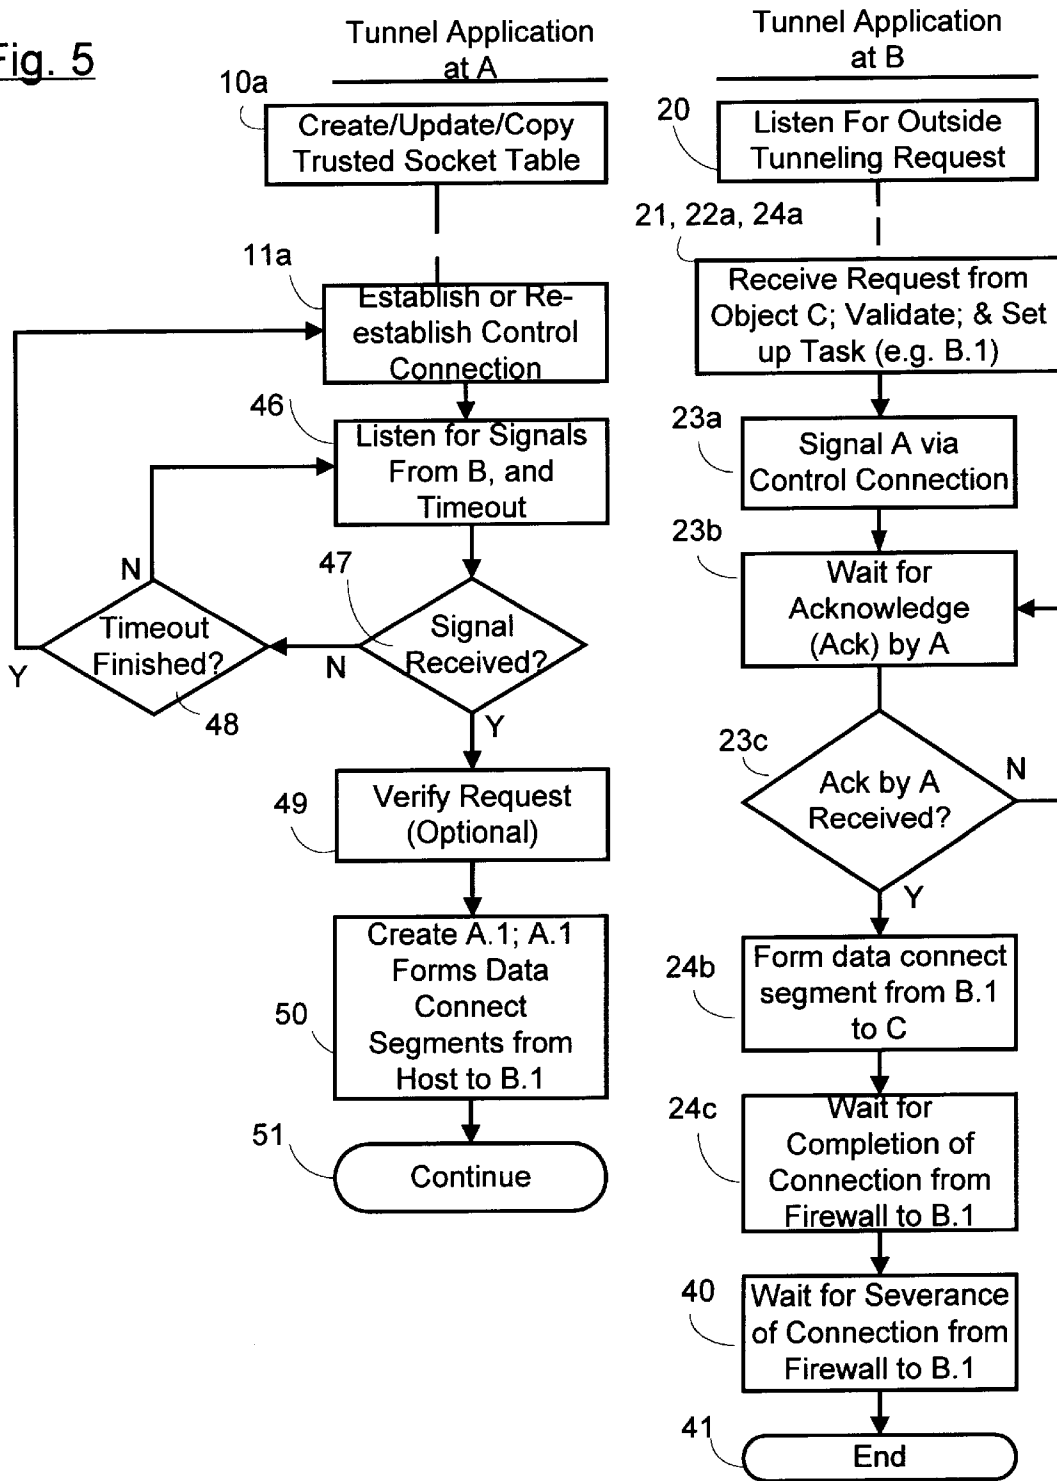 Fig. 5
Tunnel Application
at A
10a
Create/Update/Copy
Trusted Socket Table
11a
Establish or Re-
establish Control
Connection
46
Listen for Signals
From B, and
Timeout
47
Signal
Received?
N
Y
Timeout
Finished?
48
N
Y
49
Verify Request
(Optional)
50
Create A.1; A.1
Forms Data
Connect
Segments from
Host to B.1
51
Continue
Tunnel Application
at B
20
Listen For Outside
Tunneling Request
21, 22a, 24a
Receive Request from
Object C; Validate; & Set
up Task (e.g. B.1)
23a
Signal A via
Control Connection
23b
Wait for
Acknowledge
(Ack) by A
23c
Ack by A
Received?
N
Y
24b
Form data connect
segment from B.1
to C
24c
Wait for
Completion of
Connection from
Firewall to B.1
40
Wait for Severance
of Connection from
Firewall to B.1
41
End